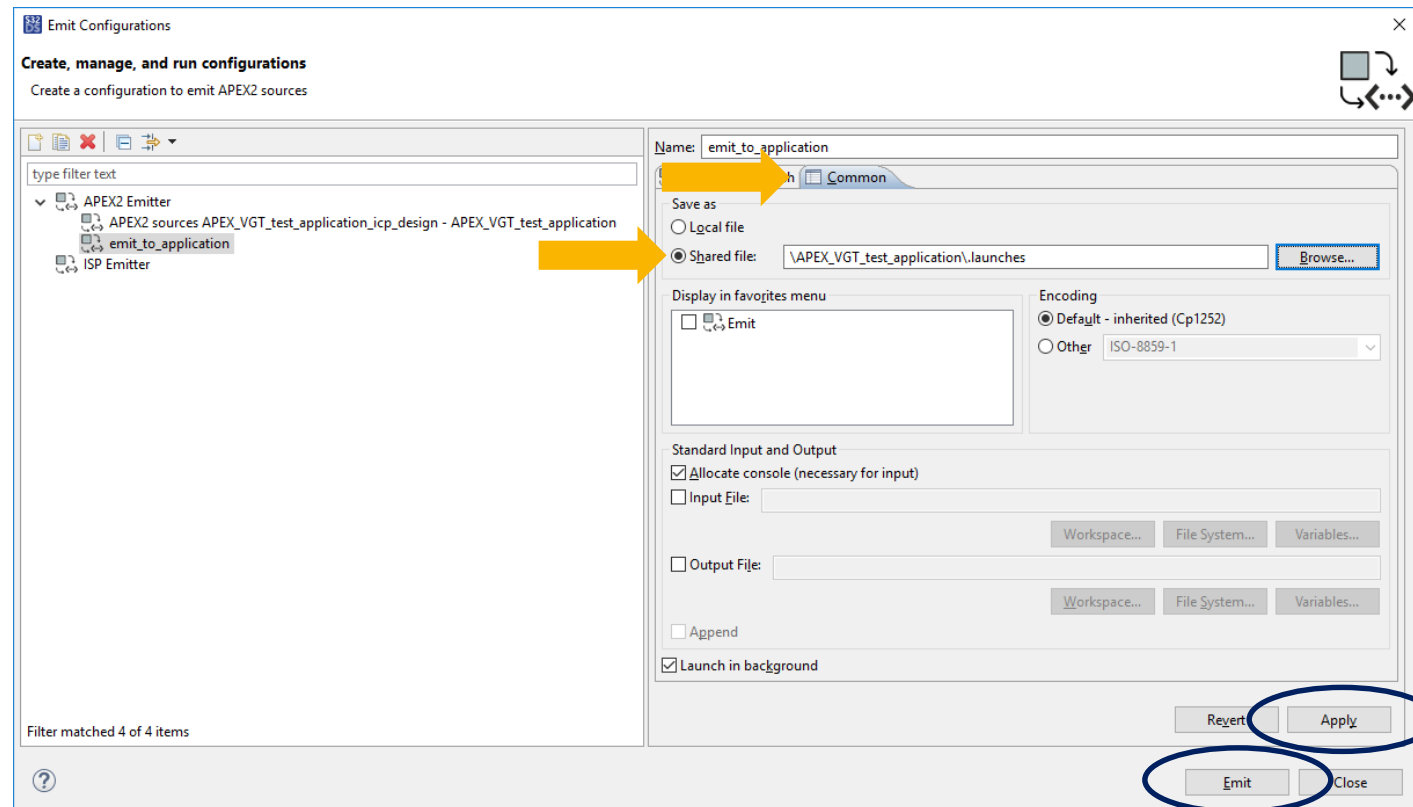 S32
DS
Emit Configurations
Create, manage, and run configurations
Create a configuration to emit APEX2 sources
type filter text
APEX2 Emitter
APEX2 sources APEX_VGT_test_application_icp_design - APEX_VGT_test_application
emit_to_application
ISP Emitter
Filter matched 4 of 4 items
Name: emit_to_application
Common
Save as
Local file
Shared file: \APEX_VGT_test_application\.launches Browse...
Display in favorites menu
Emit
Encoding
Default - inherited (Cp1252)
Other ISO-8859-1
Standard Input and Output
Allocate console (necessary for input)
Input File:
Workspace... File System... Variables...
Output File:
Workspace... File System... Variables...
Append
Launch in background
Revert Apply
Emit Close